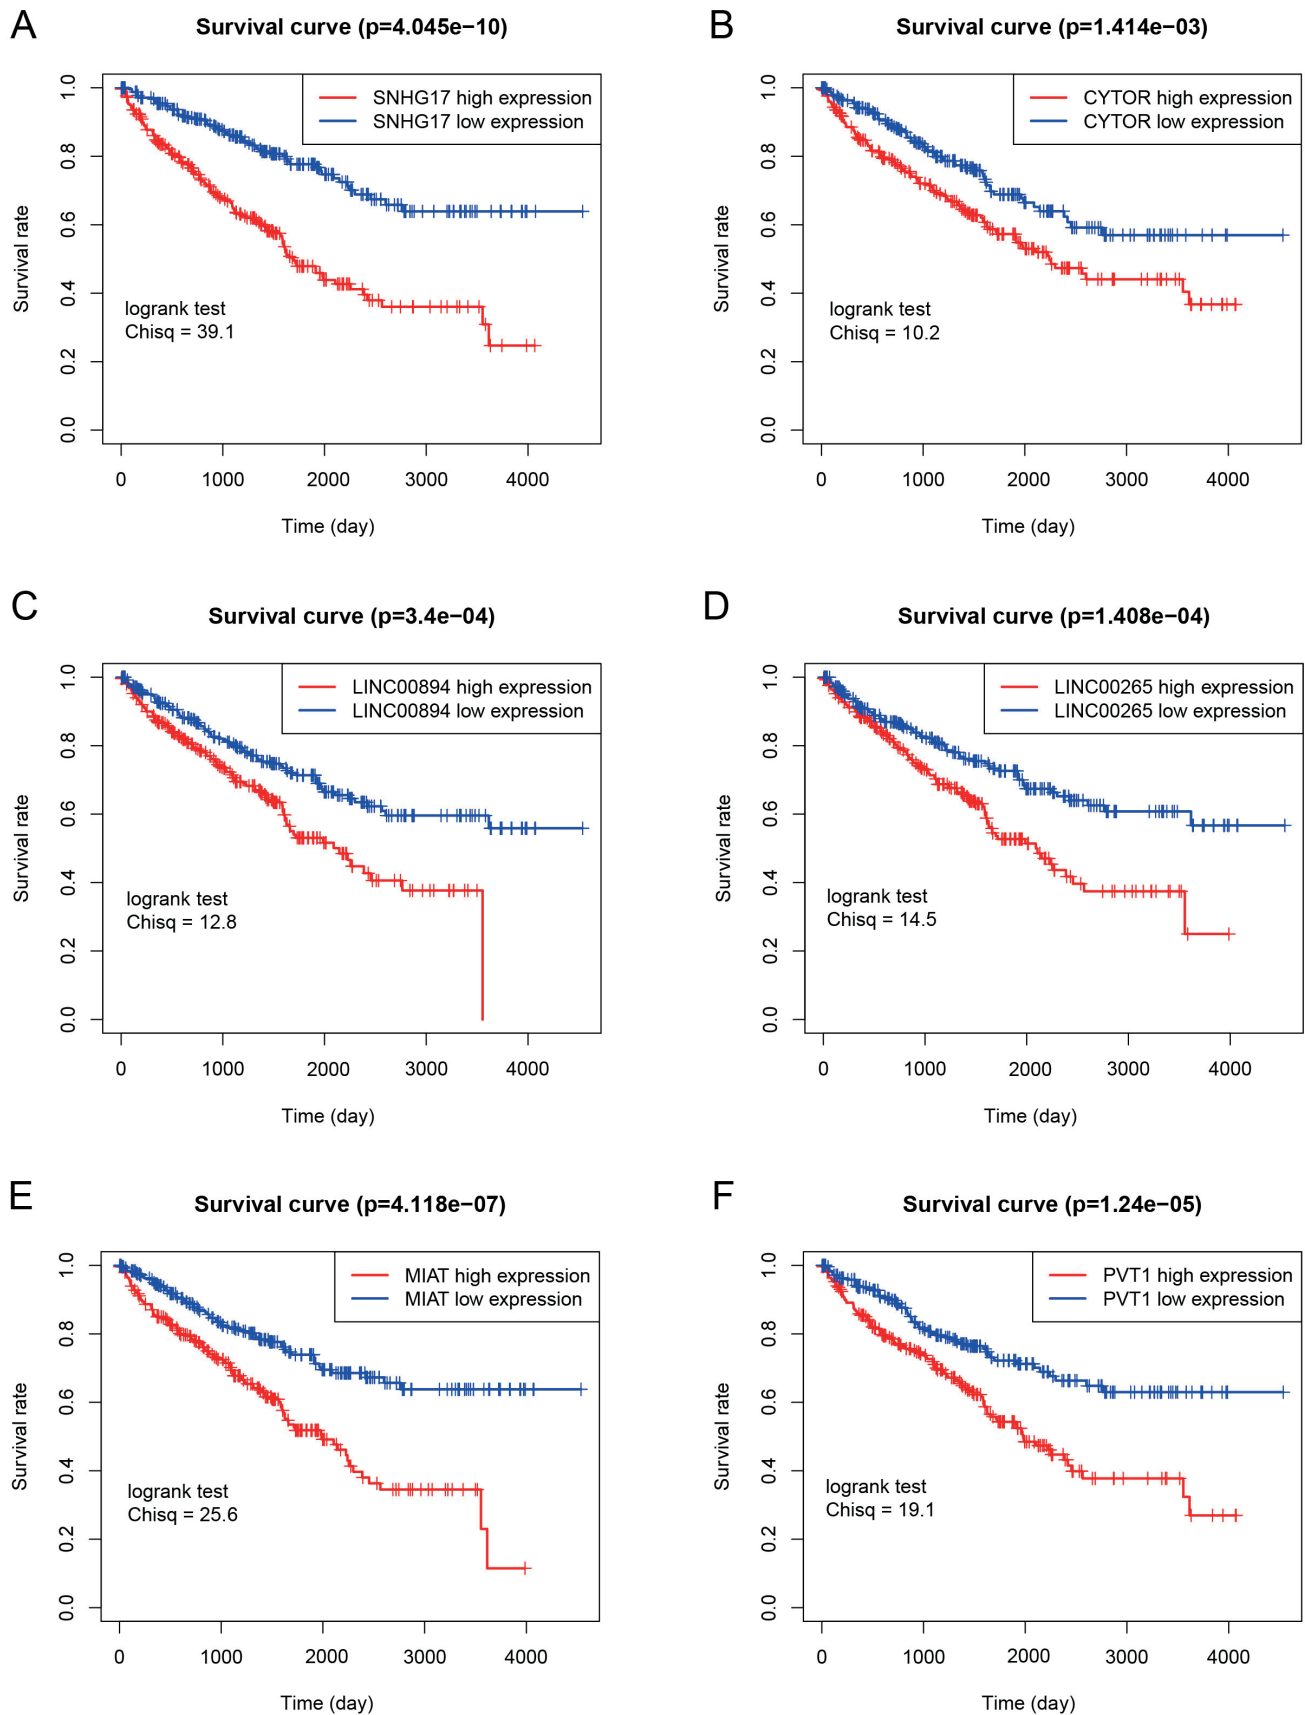 A
Survival curve (p=4.045e−10)
SNHG17 high expression
SNHG17 low expression
Survival rate
1.0
0.8
0.6
0.4
0.2
0.0
logrank test
Chisq = 39.1
0 1000 2000 3000 4000
Time (day)
B
Survival curve (p=1.414e−03)
CYTOR high expression
CYTOR low expression
Survival rate
1.0
0.8
0.6
0.4
0.2
0.0
logrank test
Chisq = 10.2
0 1000 2000 3000 4000
Time (day)
C
Survival curve (p=3.4e−04)
LINC00894 high expression
LINC00894 low expression
Survival rate
1.0
0.8
0.6
0.4
0.2
0.0
logrank test
Chisq = 12.8
0 1000 2000 3000 4000
Time (day)
D
Survival curve (p=1.408e−04)
LINC00265 high expression
LINC00265 low expression
Survival rate
1.0
0.8
0.6
0.4
0.2
0.0
logrank test
Chisq = 14.5
0 1000 2000 3000 4000
Time (day)
E
Survival curve (p=4.118e−07)
MIAT high expression
MIAT low expression
Survival rate
1.0
0.8
0.6
0.4
0.2
0.0
logrank test
Chisq = 25.6
0 1000 2000 3000 4000
Time (day)
F
Survival curve (p=1.24e−05)
PVT1 high expression
PVT1 low expression
Survival rate
1.0
0.8
0.6
0.4
0.2
0.0
logrank test
Chisq = 19.1
0 1000 2000 3000 4000
Time (day)